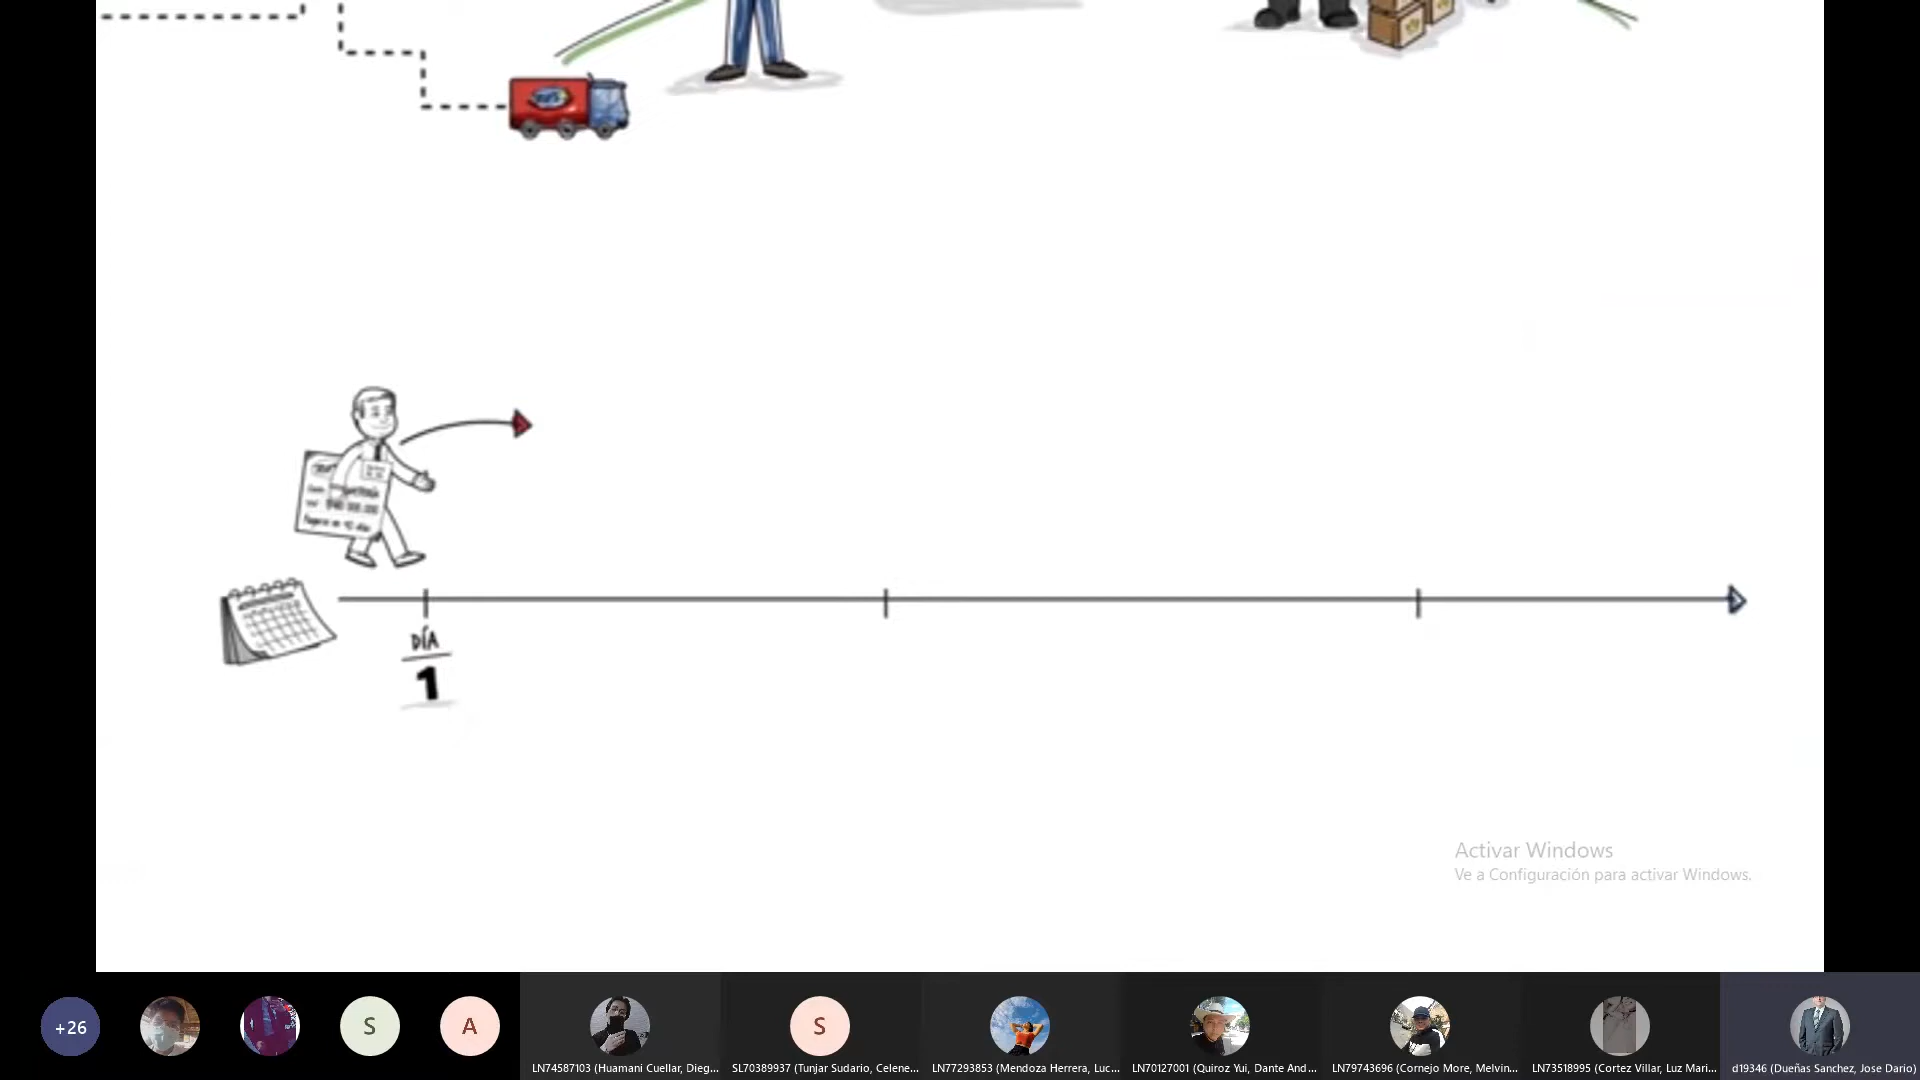 DÍA
1
Activar Windows
Ve a Configuración para activar Windows.
+26
S
A
S
LN74587103 (Huamani Cuellar, Dieg...
SL70389937 (Tunjar Sudario, Celene...
LN77293853 (Mendoza Herrera, Luc...
LN70127001 (Quiroz Yui, Dante And...
LN79743696 (Cornejo More, Melvin...
LN73518995 (Cortez Villar, Luz Mari...
d19346 (Dueñas Sanchez, Jose Dario)